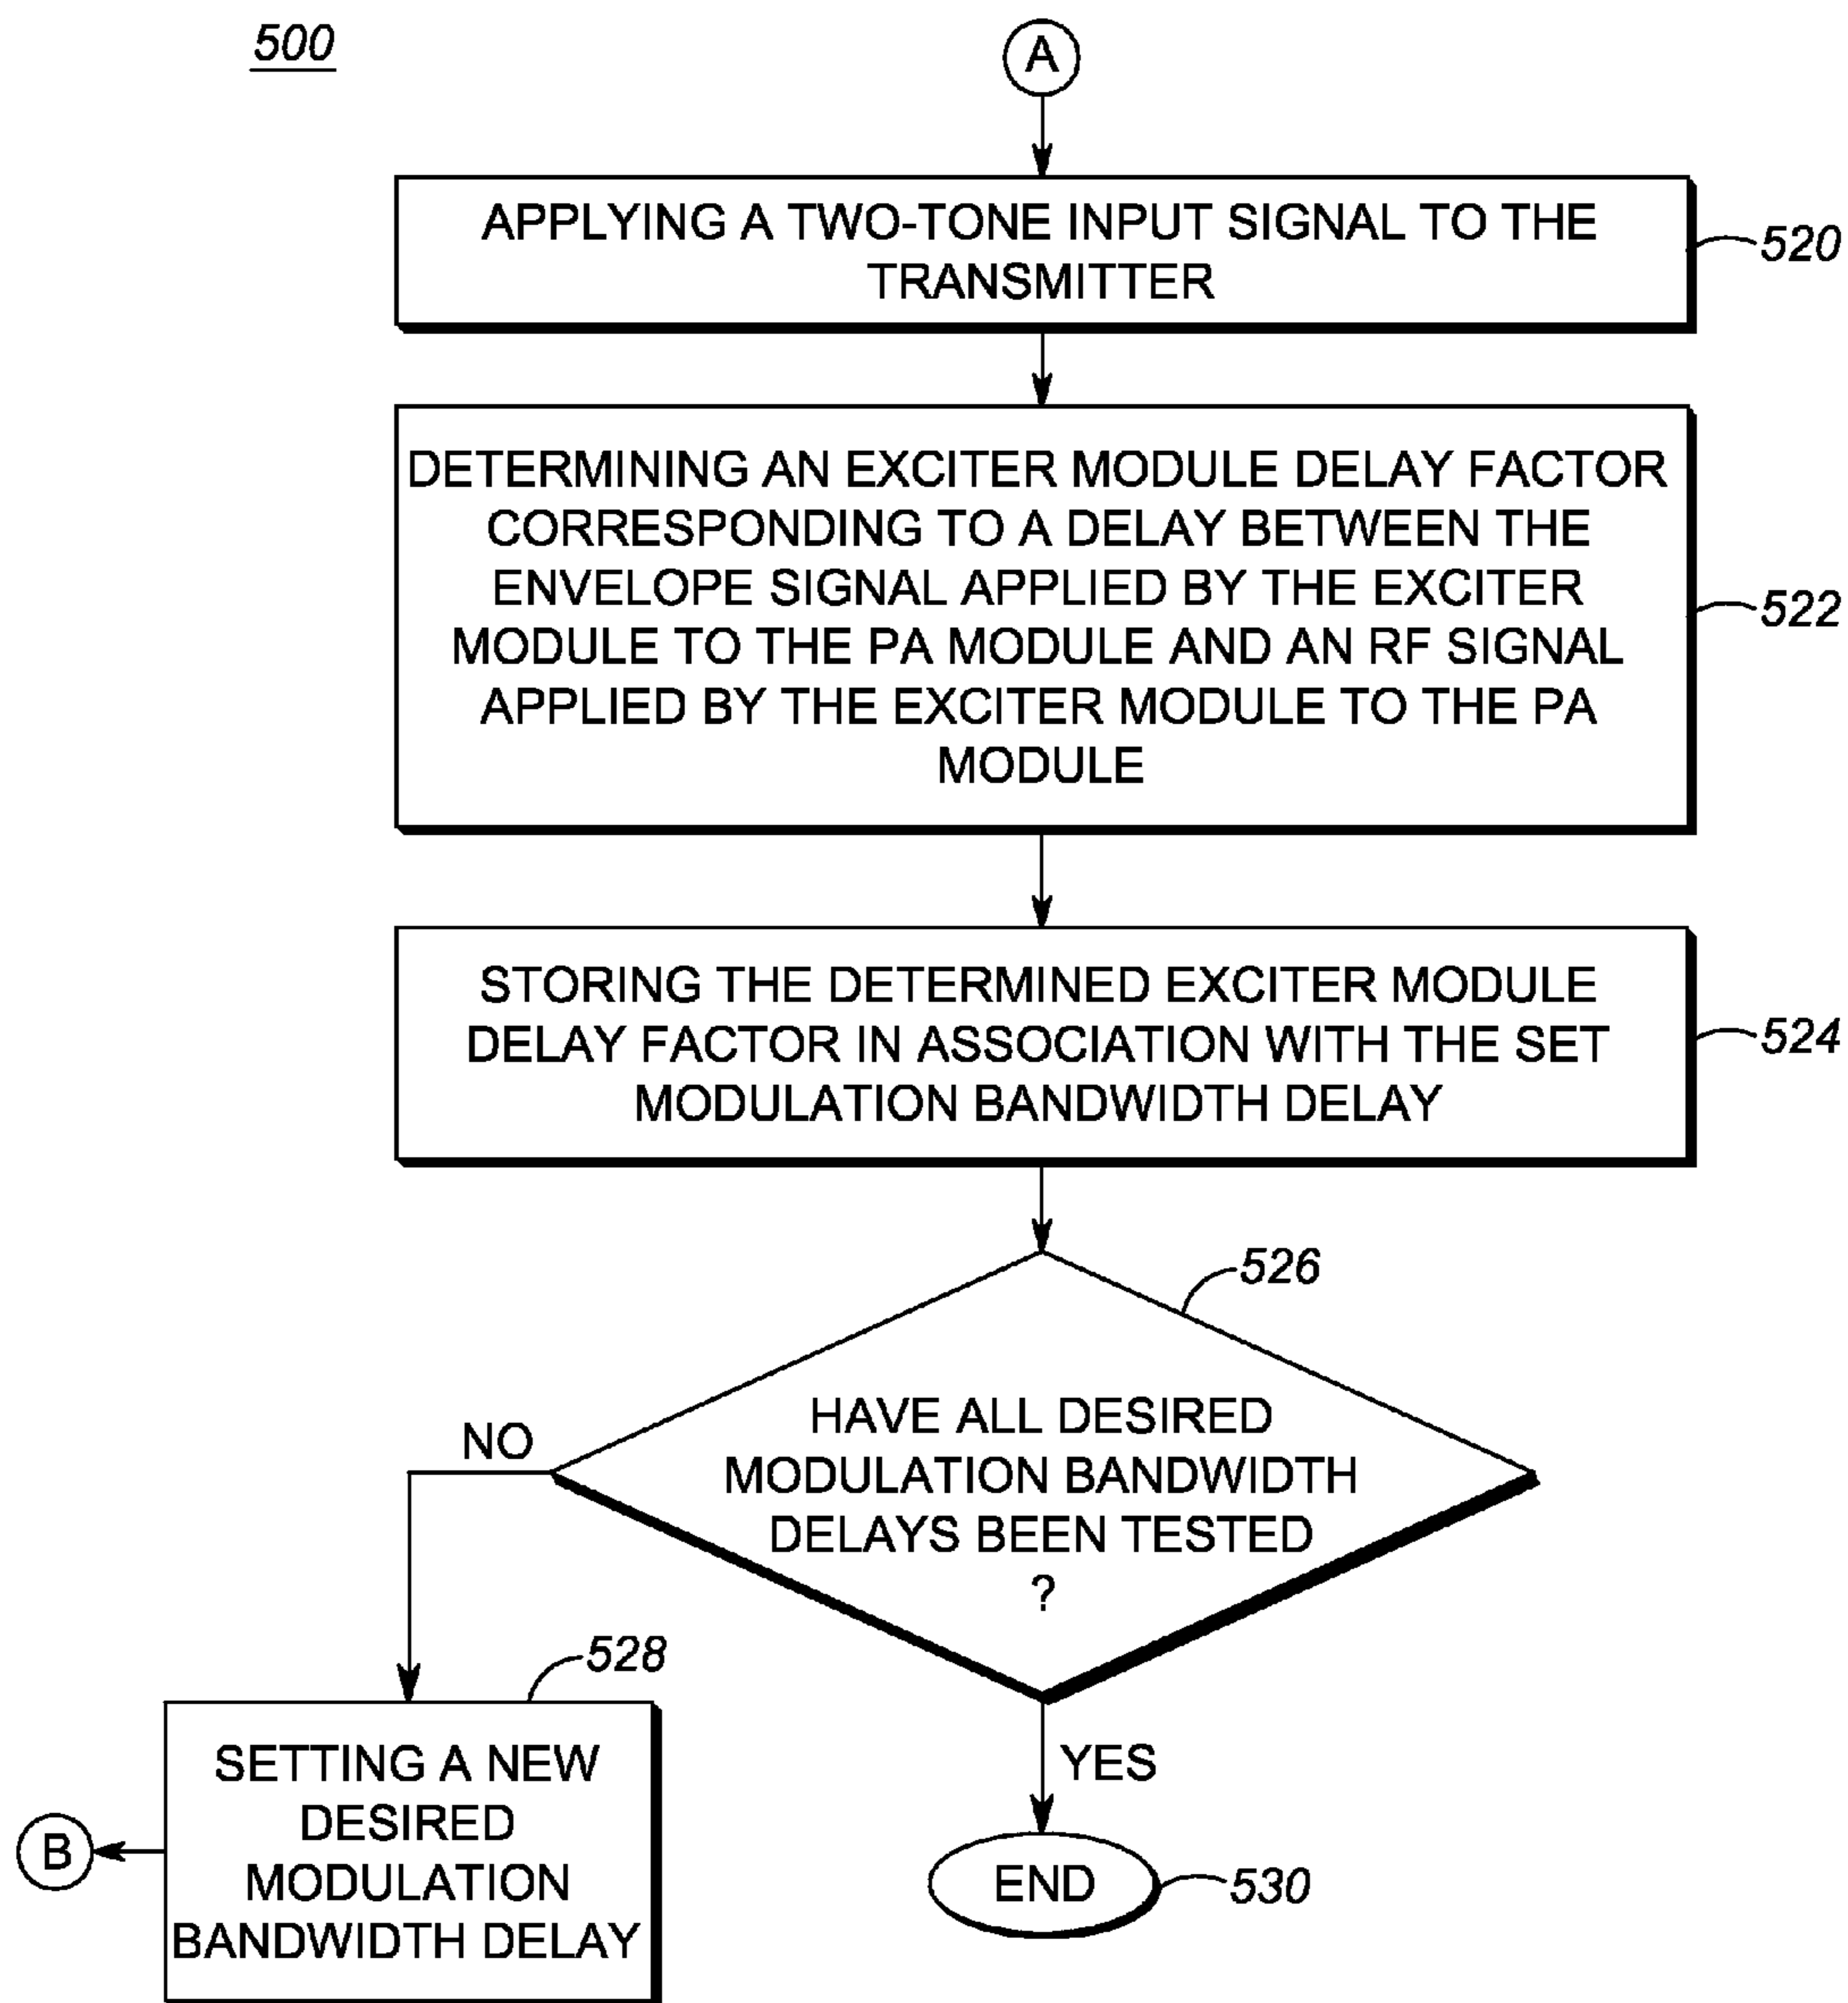 500
A
APPLYING A TWO-TONE INPUT SIGNAL TO THE
TRANSMITTER
520
DETERMINING AN EXCITER MODULE DELAY FACTOR
CORRESPONDING TO A DELAY BETWEEN THE
ENVELOPE SIGNAL APPLIED BY THE EXCITER
MODULE TO THE PA MODULE AND AN RF SIGNAL
APPLIED BY THE EXCITER MODULE TO THE PA
MODULE
522
STORING THE DETERMINED EXCITER MODULE
DELAY FACTOR IN ASSOCIATION WITH THE SET
MODULATION BANDWIDTH DELAY
524
526
HAVE ALL DESIRED
MODULATION BANDWIDTH
DELAYS BEEN TESTED
?
NO
528
SETTING A NEW
DESIRED
MODULATION
BANDWIDTH DELAY
B
YES
END
530